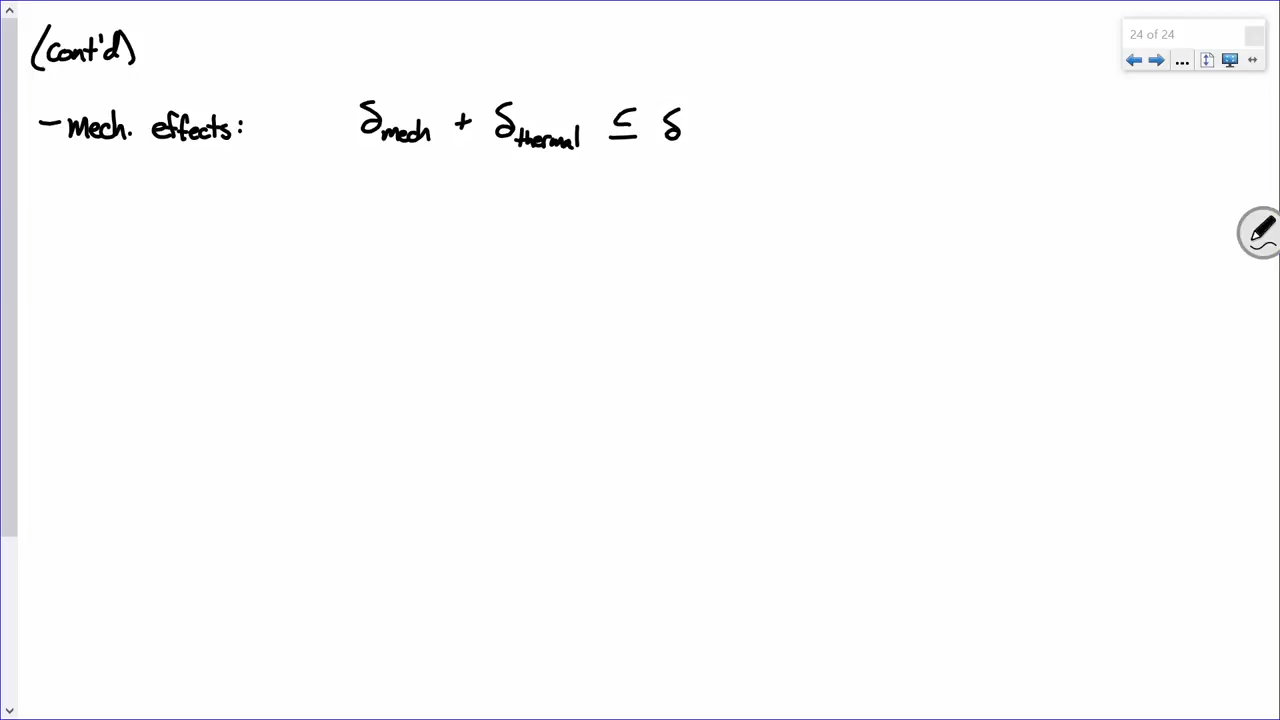 (cont'd)
24 of 24
- mech. effects: δmech + δthermal ≤ δ